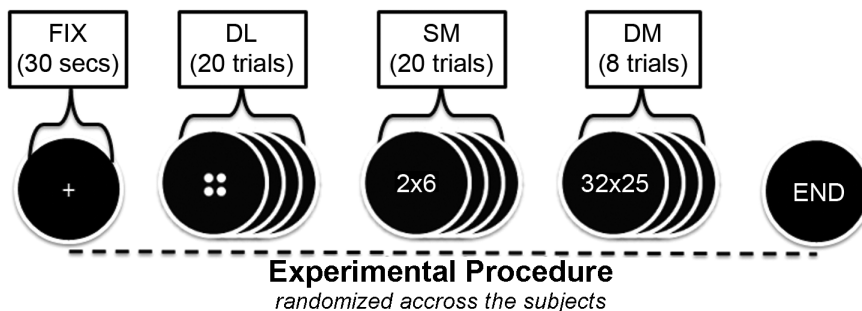 FIX
(30 secs)
DL
(20 trials)
SM
(20 trials)
DM
(8 trials)
+
2x6
32x25
END
Experimental Procedure
randomized accross the subjects